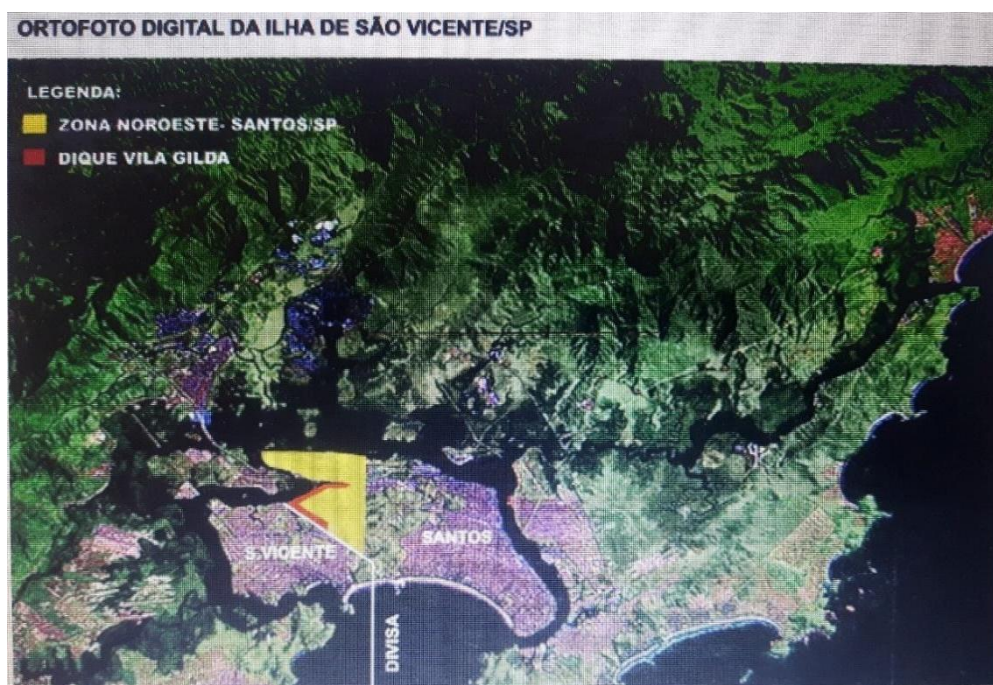 ORTOFOTO DIGITAL DA ILHA DE SÃO VICENTE/SP
LEGENDA:
ZONA NOROESTE- SANTOS/SP
DIQUE VILA GILDA
S.VICENTE
SANTOS
DIVISA